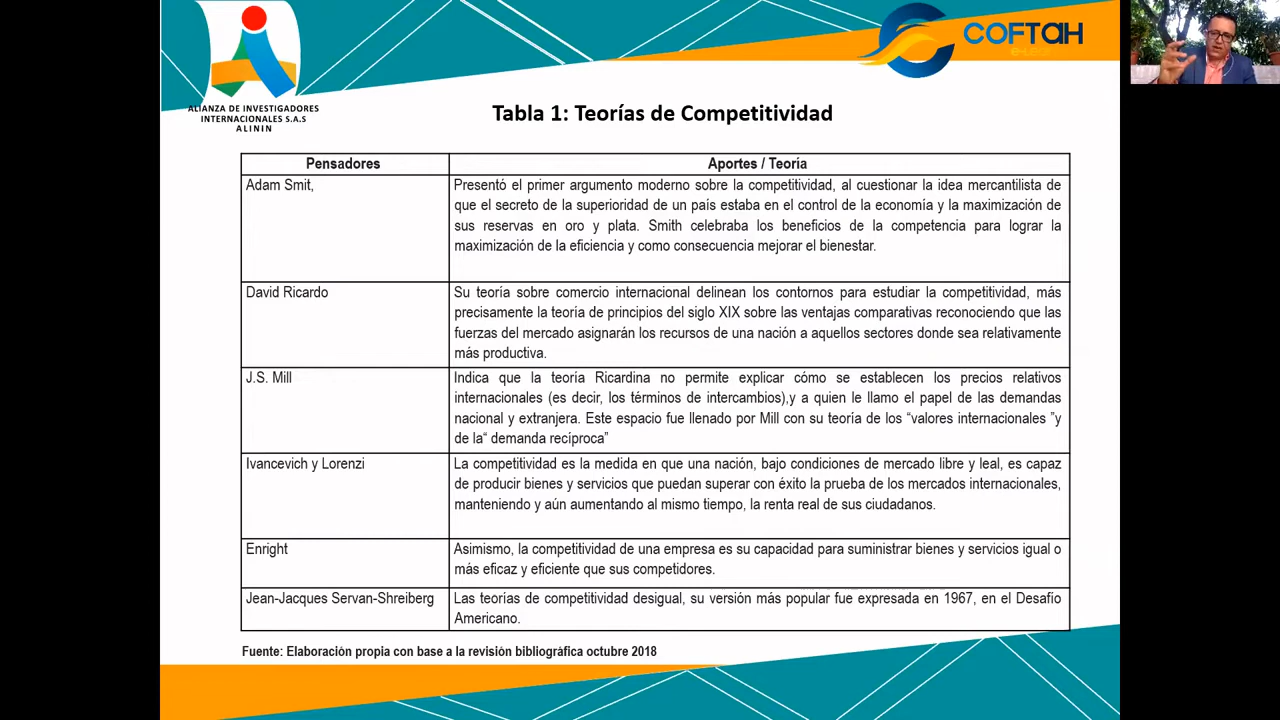 ALIANZA DE INVESTIGADORES
INTERNACIONALES S.A.S
ALININ
COFTAH
Tabla 1: Teorías de Competitividad
Pensadores
Aportes / Teoría
Adam Smit,
Presentó el primer argumento moderno sobre la competitividad, al cuestionar la idea mercantilista de
que el secreto de la superioridad de un país estaba en el control de la economía y la maximización de
sus reservas en oro y plata. Smith celebraba los beneficios de la competencia para lograr la
maximización de la eficiencia y como consecuencia mejorar el bienestar.
David Ricardo
Su teoría sobre comercio internacional delinean los contornos para estudiar la competitividad, más
precisamente la teoría de principios del siglo XIX sobre las ventajas comparativas reconociendo que las
fuerzas del mercado asignarán los recursos de una nación a aquellos sectores donde sea relativamente
más productiva.
J.S. Mill
Indica que la teoría Ricardina no permite explicar cómo se establecen los precios relativos
internacionales (es decir, los términos de intercambios),y a quien le llamo el papel de las demandas
nacional y extranjera. Este espacio fue llenado por Mill con su teoría de los “valores internacionales ”y
de la“ demanda recíproca”
Ivancevich y Lorenzi
La competitividad es la medida en que una nación, bajo condiciones de mercado libre y leal, es capaz
de producir bienes y servicios que puedan superar con éxito la prueba de los mercados internacionales,
manteniendo y aún aumentando al mismo tiempo, la renta real de sus ciudadanos.
Enright
Asimismo, la competitividad de una empresa es su capacidad para suministrar bienes y servicios igual o
más eficaz y eficiente que sus competidores.
Jean-Jacques Servan-Shreiberg
Las teorías de competitividad desigual, su versión más popular fue expresada en 1967, en el Desafío
Americano.
Fuente: Elaboración propia con base a la revisión bibliográfica octubre 2018